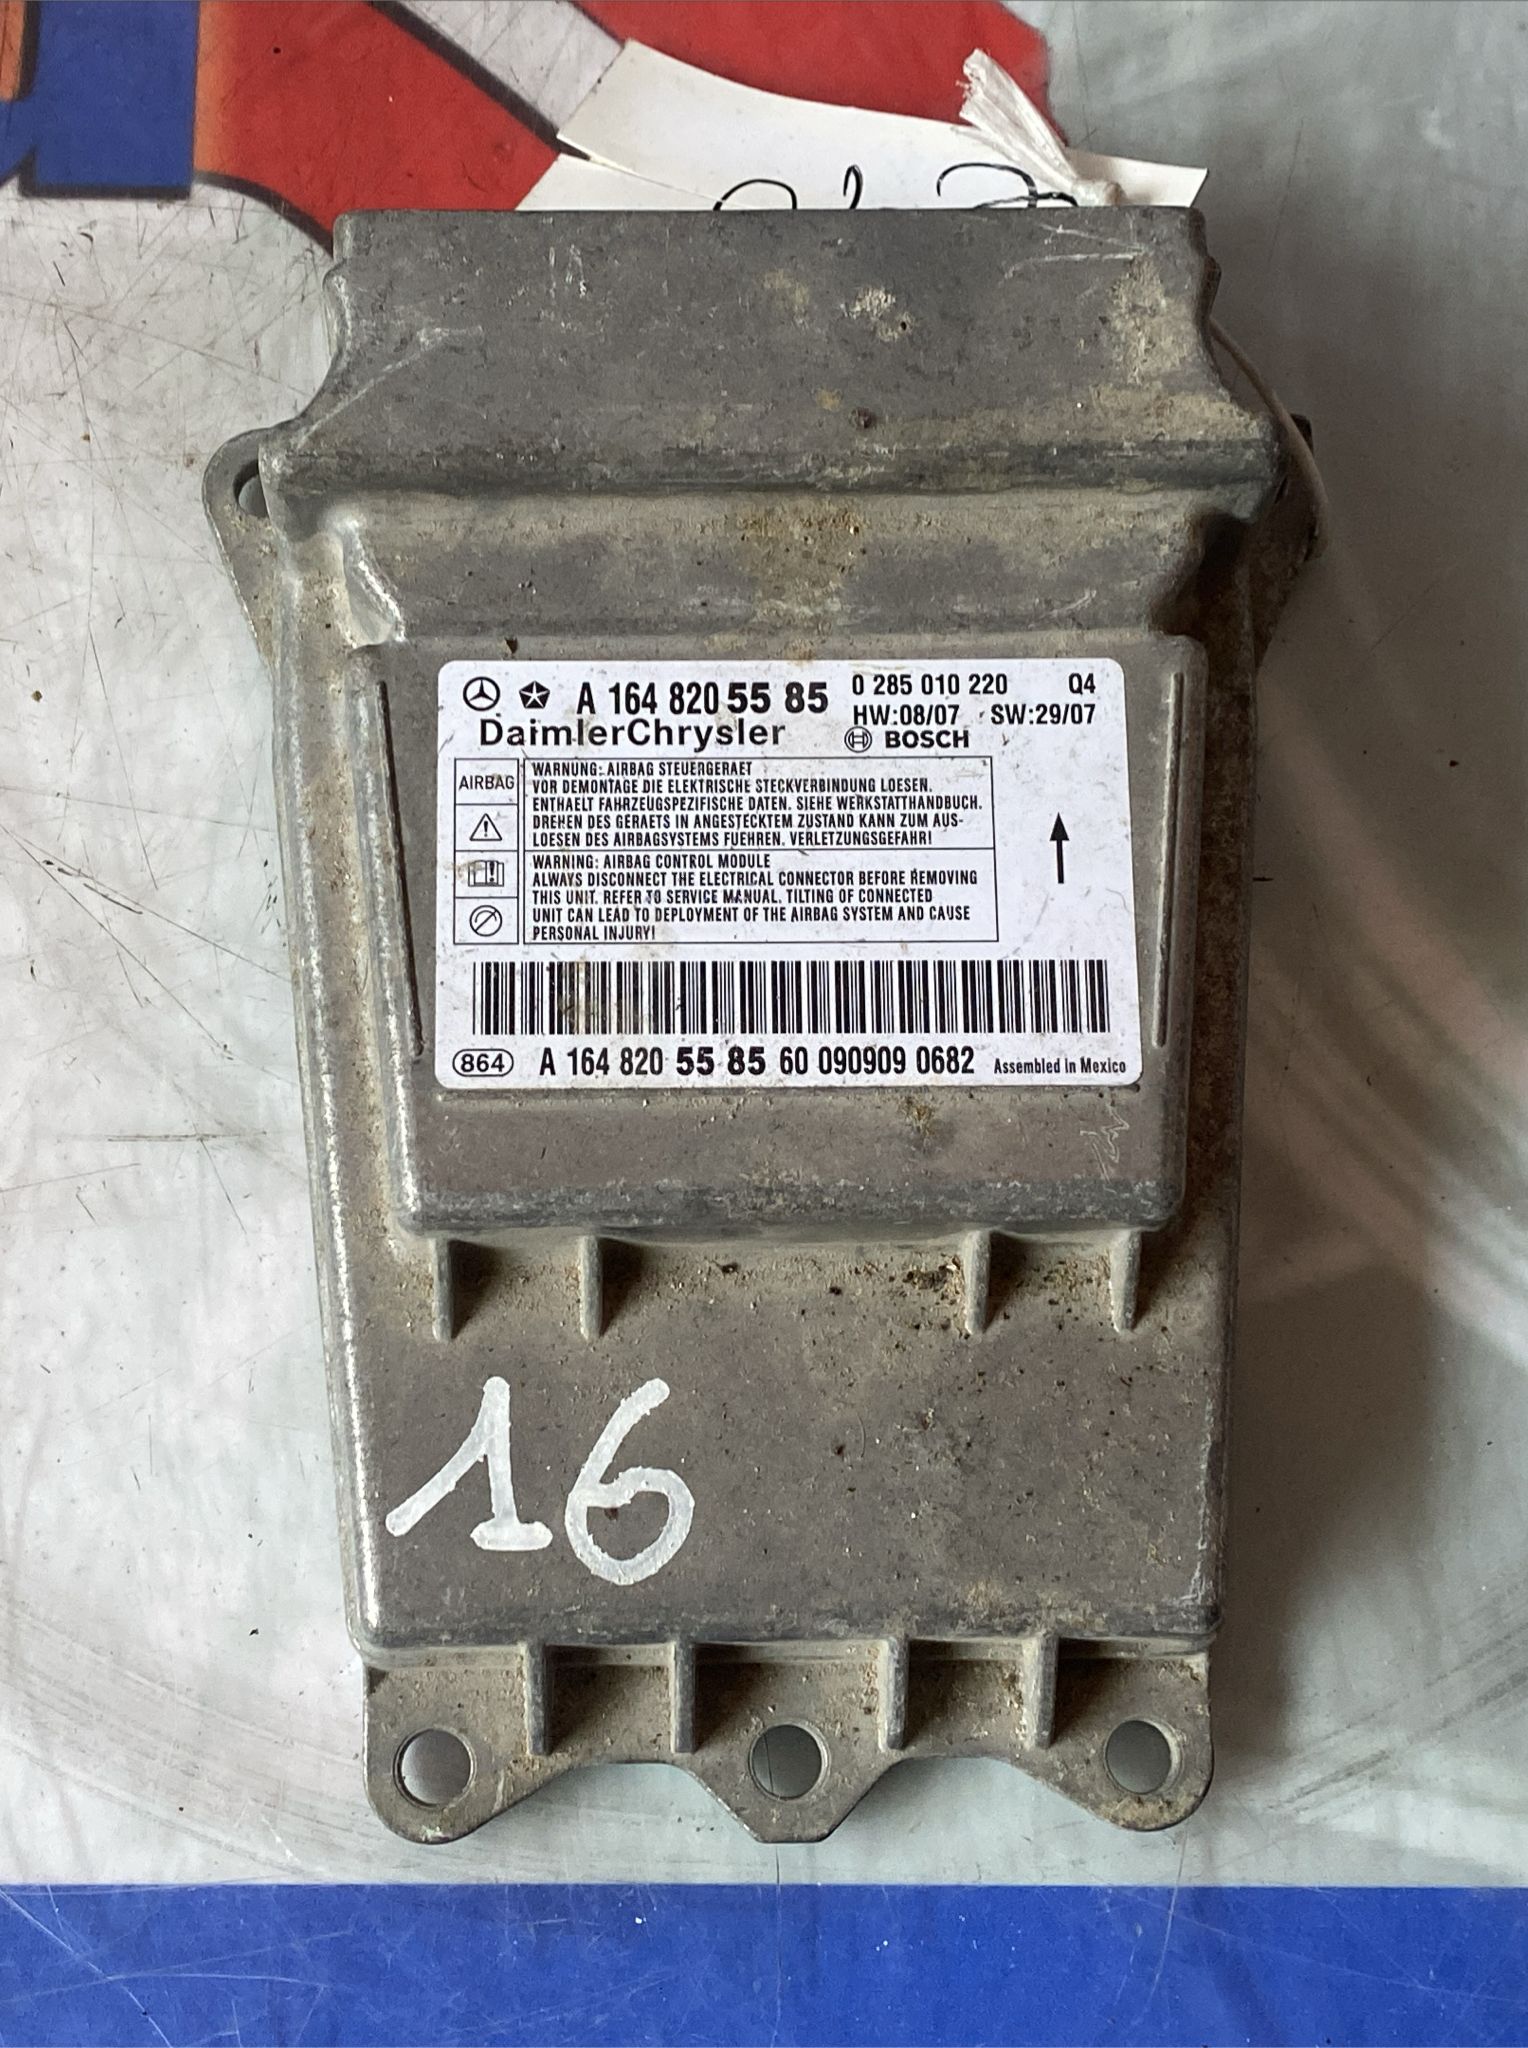 A 164 820 55 85
0 285 010 220 Q4
HW:08/07 SW:29/07
DaimlerChrysler
BOSCH
AIRBAG
WARNUNG: AIRBAG STEUERGERAET
VOR DEMONTAGE DIE ELEKTRISCHE STECKVERBINDUNG LOESEN.
ENTHAELT FAHRZEUGSPEZIFISCHE DATEN. SIEHE WERKSTATTHANDBUCH.
DREHEN DES GERAETS IN ANGESTECKTEM ZUSTAND KANN ZUM AUS-
LOESEN DES AIRBAGSYSTEMS FUEHREN. VERLETZUNGSGEFAHR!
WARNING: AIRBAG CONTROL MODULE
ALWAYS DISCONNECT THE ELECTRICAL CONNECTOR BEFORE REMOVING
THIS UNIT. REFER TO SERVICE MANUAL. TILTING OF CONNECTED
UNIT CAN LEAD TO DEPLOYMENT OF THE AIRBAG SYSTEM AND CAUSE
PERSONAL INJURY!
864 A 164 820 55 85 60 090909 0682 Assembled in Mexico
16